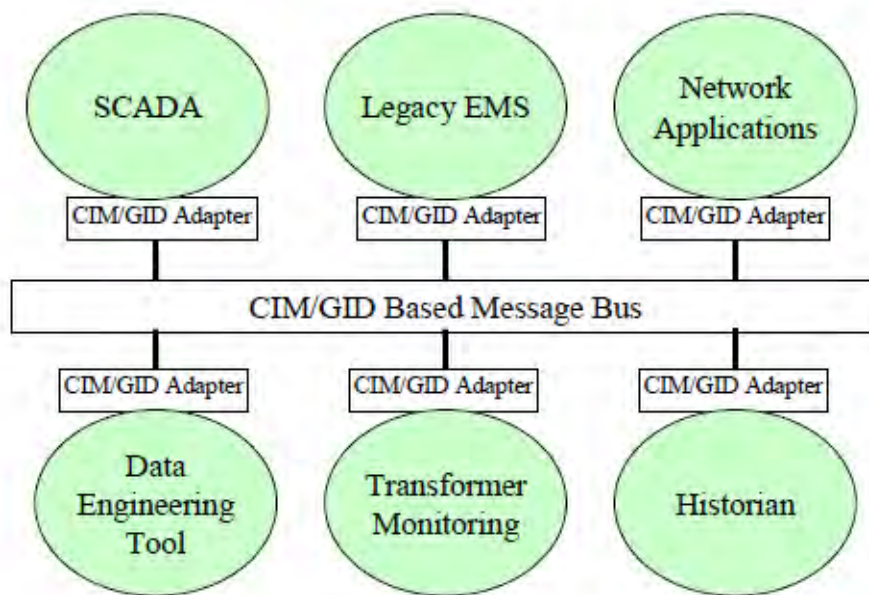 SCADA
Legacy EMS
Network
Applications
CIM/GID Adapter
CIM/GID Adapter
CIM/GID Adapter
CIM/GID Based Message Bus
CIM/GID Adapter
CIM/GID Adapter
CIM/GID Adapter
Data
Engineering
Tool
Transformer
Monitoring
Historian